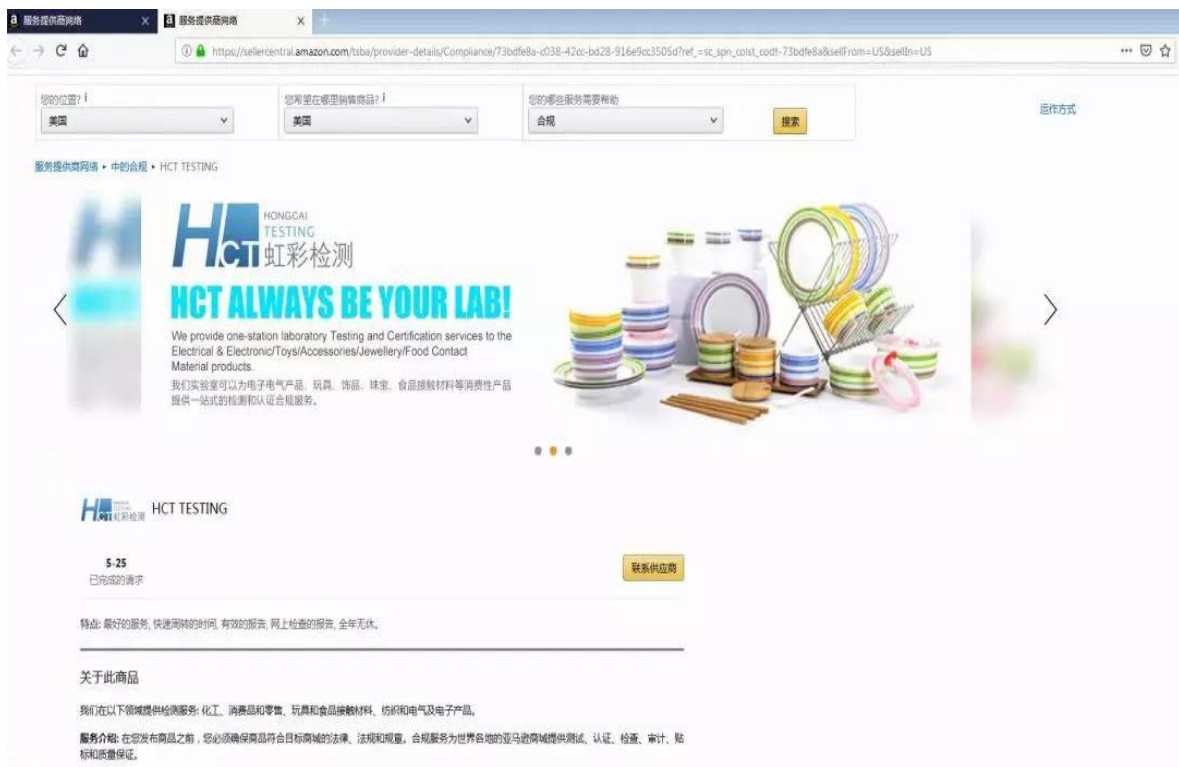 服务提供商网络
服务提供商网络
https://sellercentral.amazon.com/tsba/provider-details/Compliance/73bdfe8a-c038-42cc-bd28-916e9cc3505d?ref_=sc_spn_colst_codt-73bdfe8a&sellFrom=US&sellIn=US
您的位置? i
您希望在哪里销售商品? i
您的哪些服务需要帮助
美国
美国
合规
搜索
运作方式
服务提供商网络 • 中的合规 • HCT TESTING
HCT
HONGCAI
TESTING
虹彩检测
HCT ALWAYS BE YOUR LAB!
We provide one-station laboratory Testing and Certification services to the
Electrical & Electronic/Toys/Accessories/Jewellery/Food Contact
Material products.
我们实验室可以为电子电气产品、玩具、饰品、珠宝、食品接触材料等消费性产品
提供一站式的检测和认证合规服务。
HCT 虹彩检测
HCT TESTING
5-25
已完成的请求
联系供应商
特点: 最好的服务, 快速周转的时间, 有效的报告, 网上检查的报告, 全年无休。
关于此商品
我们在以下领域提供检测服务: 化工、消费品和零售、玩具和食品接触材料、纺织和电气及电子产品。
服务介绍: 在您发布商品之前，您必须确保商品符合目标商城的法律、法规和规章。合规服务为世界各地的亚马逊商城提供测试、认证、检查、审计、贴
标和质量保证。